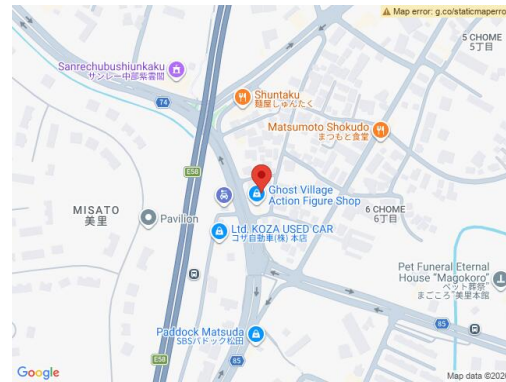 Map error: g.co/staticmaperro
5 CHOME
5丁目
Sanrechubushiunkaku
サンレー中部紫雲閣
74
Shuntaku
麺屋しゅんたく
Matsumoto Shokudo
まつもと食堂
E58
Ghost Village
Action Figure Shop
MISATO
美里
Pavilion
6 CHOME
6丁目
Ltd. KOZA USED CAR
コザ自動車(株) 本店
Pet Funeral Eternal
House "Magokoro"
ペット葬祭"
まごころ"美里本館
85
Paddock Matsuda
SBSパドック松田
E58
85
Google
Map data ©2026